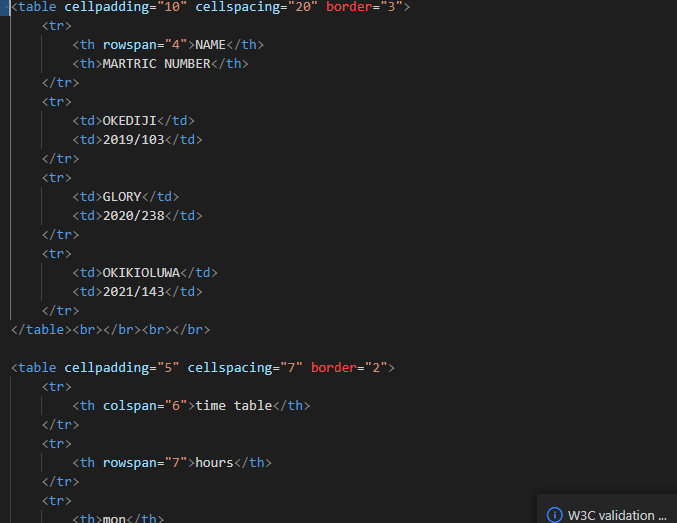 <table cellpadding="10" cellspacing="20" border="3">
    <tr>
        <th rowspan="4">NAME</th>
        <th>MARTRIC NUMBER</th>
    </tr>
    <tr>
        <td>OKEDIJI</td>
        <td>2019/103</td>
    </tr>
    <tr>
        <td>GLORY</td>
        <td>2020/238</td>
    </tr>
    <tr>
        <td>OKIKIOLUWA</td>
        <td>2021/143</td>
    </tr>
</table><br></br><br></br>
<table cellpadding="5" cellspacing="7" border="2">
    <tr>
        <th colspan="6">time table</th>
    </tr>
    <tr>
        <th rowspan="7">hours</th>
    </tr>
    <tr>
        <th>mon</th>
W3C validation ...